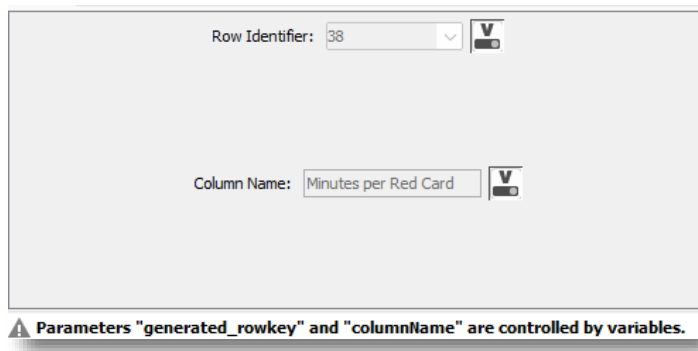 Row Identifier: 38 V
Column Name: Minutes per Red Card V
Parameters "generated_rowkey" and "columnName" are controlled by variables.